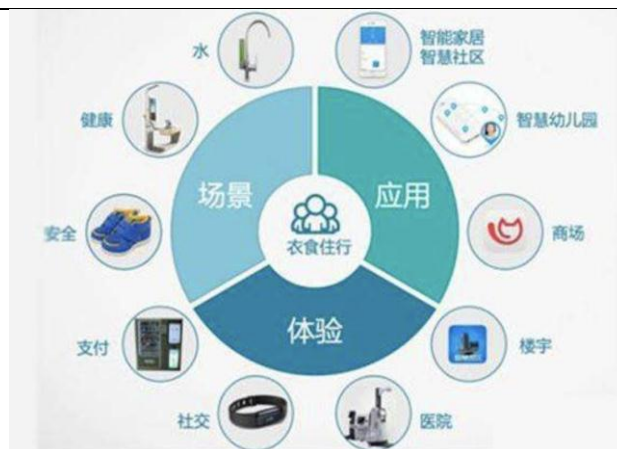 水
智能家居
智慧社区
健康
智慧幼儿园
场景
应用
安全
衣食住行
商场
体验
支付
楼宇
社交
医院